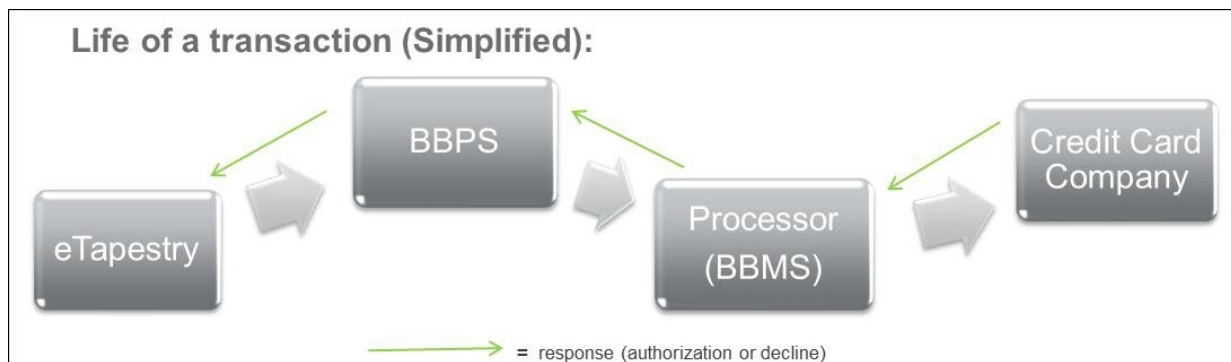 Life of a transaction (Simplified):
eTapestry
BBPS
Processor
(BBMS)
Credit Card
Company
= response (authorization or decline)